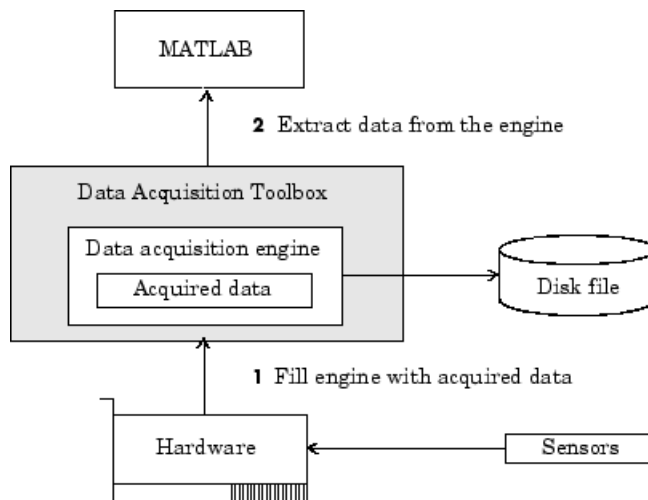 MATLAB
2 Extract data from the engine
Data Acquisition Toolbox
Data acquisition engine
Acquired data
Disk file
1 Fill engine with acquired data
Hardware
Sensors